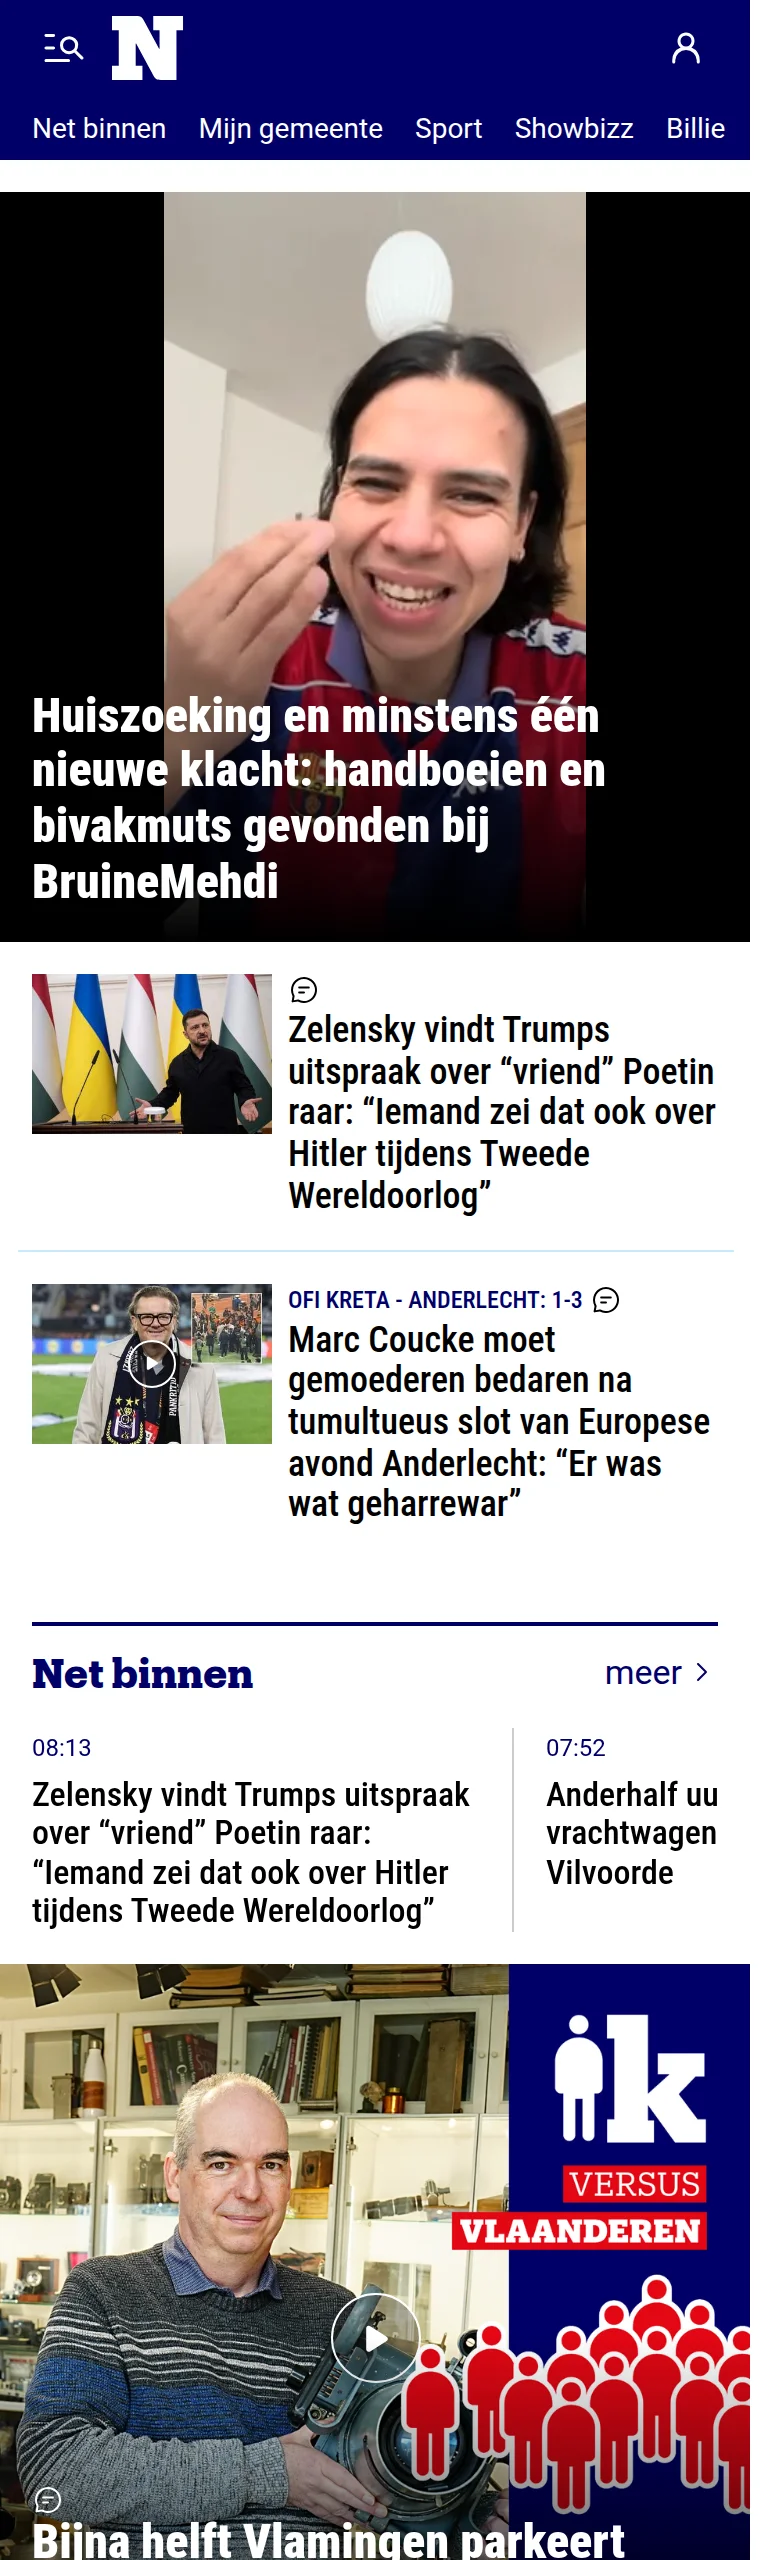 N
Net binnen Mijn gemeente Sport Showbizz Billie
Huiszoeking en minstens één
nieuwe klacht: handboeien en
bivakmuts gevonden bij
BruineMehdi
Zelensky vindt Trumps
uitspraak over “vriend” Poetin
raar: “Iemand zei dat ook over
Hitler tijdens Tweede
Wereldoorlog”
OFI KRETA - ANDERLECHT: 1-3
Marc Coucke moet
gemoederen bedaren na
tumultueus slot van Europese
avond Anderlecht: “Er was
wat geharrewar”
Net binnen
meer
08:13
Zelensky vindt Trumps uitspraak
over “vriend” Poetin raar:
“Iemand zei dat ook over Hitler
tijdens Tweede Wereldoorlog”
07:52
Anderhalf uu
vrachtwagen
Vilvoorde
ik
VERSUS
VLAANDEREN
Bijna helft Vlamingen parkeert